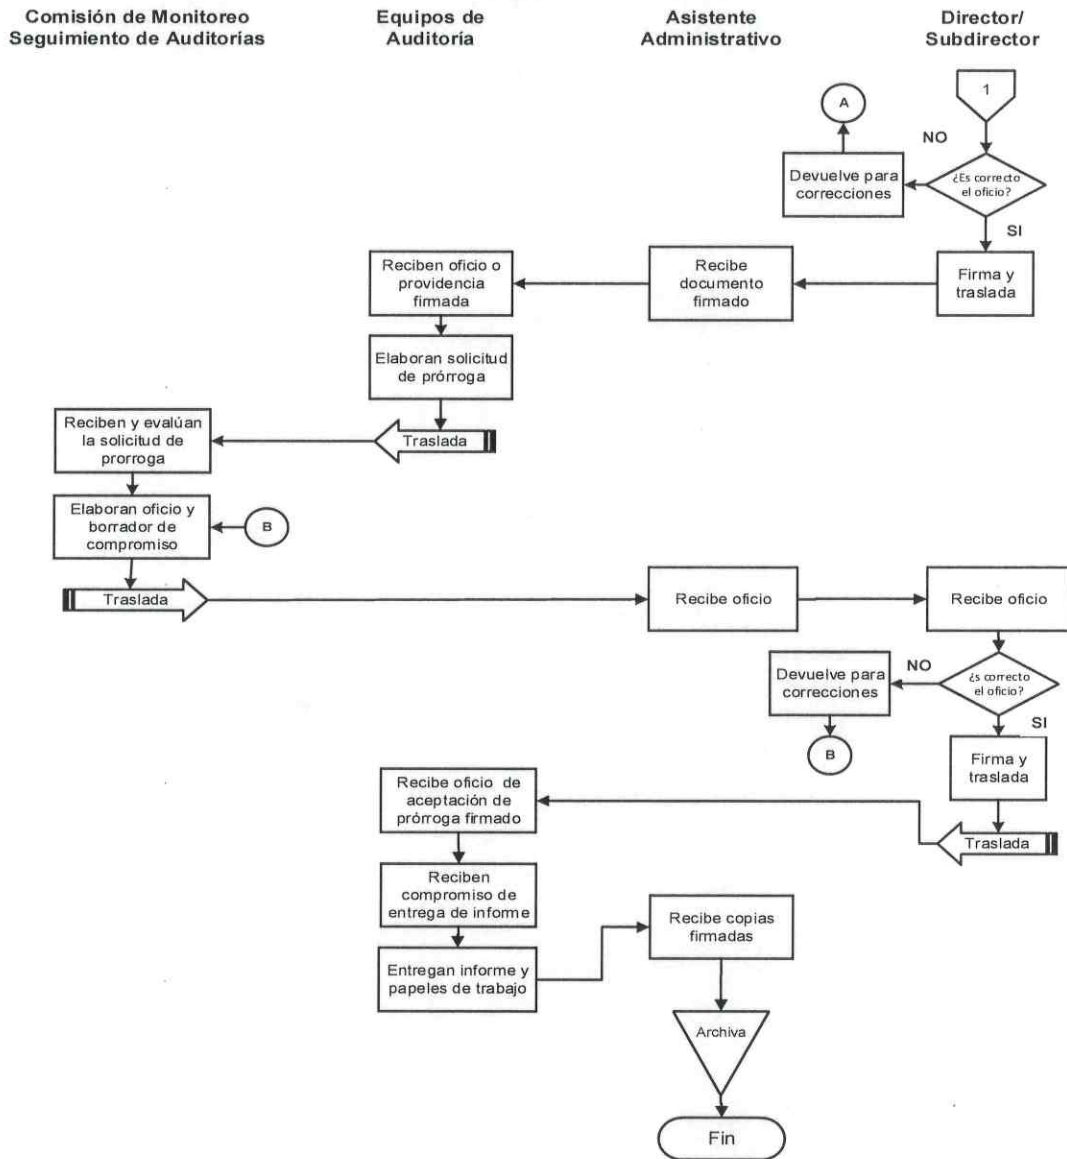 Comisión de Monitoreo
Seguimiento de Auditorías
Equipos de
Auditoría
Asistente
Administrativo
Director/
Subdirector
1
A
NO
¿Es correcto
el oficio?
Devuelve para
correcciones
SI
Firma y
traslada
Recibe
documento
firmado
Reciben oficio o
providencia
firmada
Elaboran solicitud
de prórroga
Traslada
Reciben y evalúan
la solicitud de
prorroga
Elaboran oficio y
borrador de
compromiso
B
Traslada
Recibe oficio
Recibe oficio
¿s correcto
el oficio?
NO
Devuelve para
correcciones
B
SI
Firma y
traslada
Traslada
Recibe oficio de
aceptación de
prórroga firmado
Reciben
compromiso de
entrega de informe
Entregan informe y
papeles de trabajo
Recibe copias
firmadas
Archiva
Fin